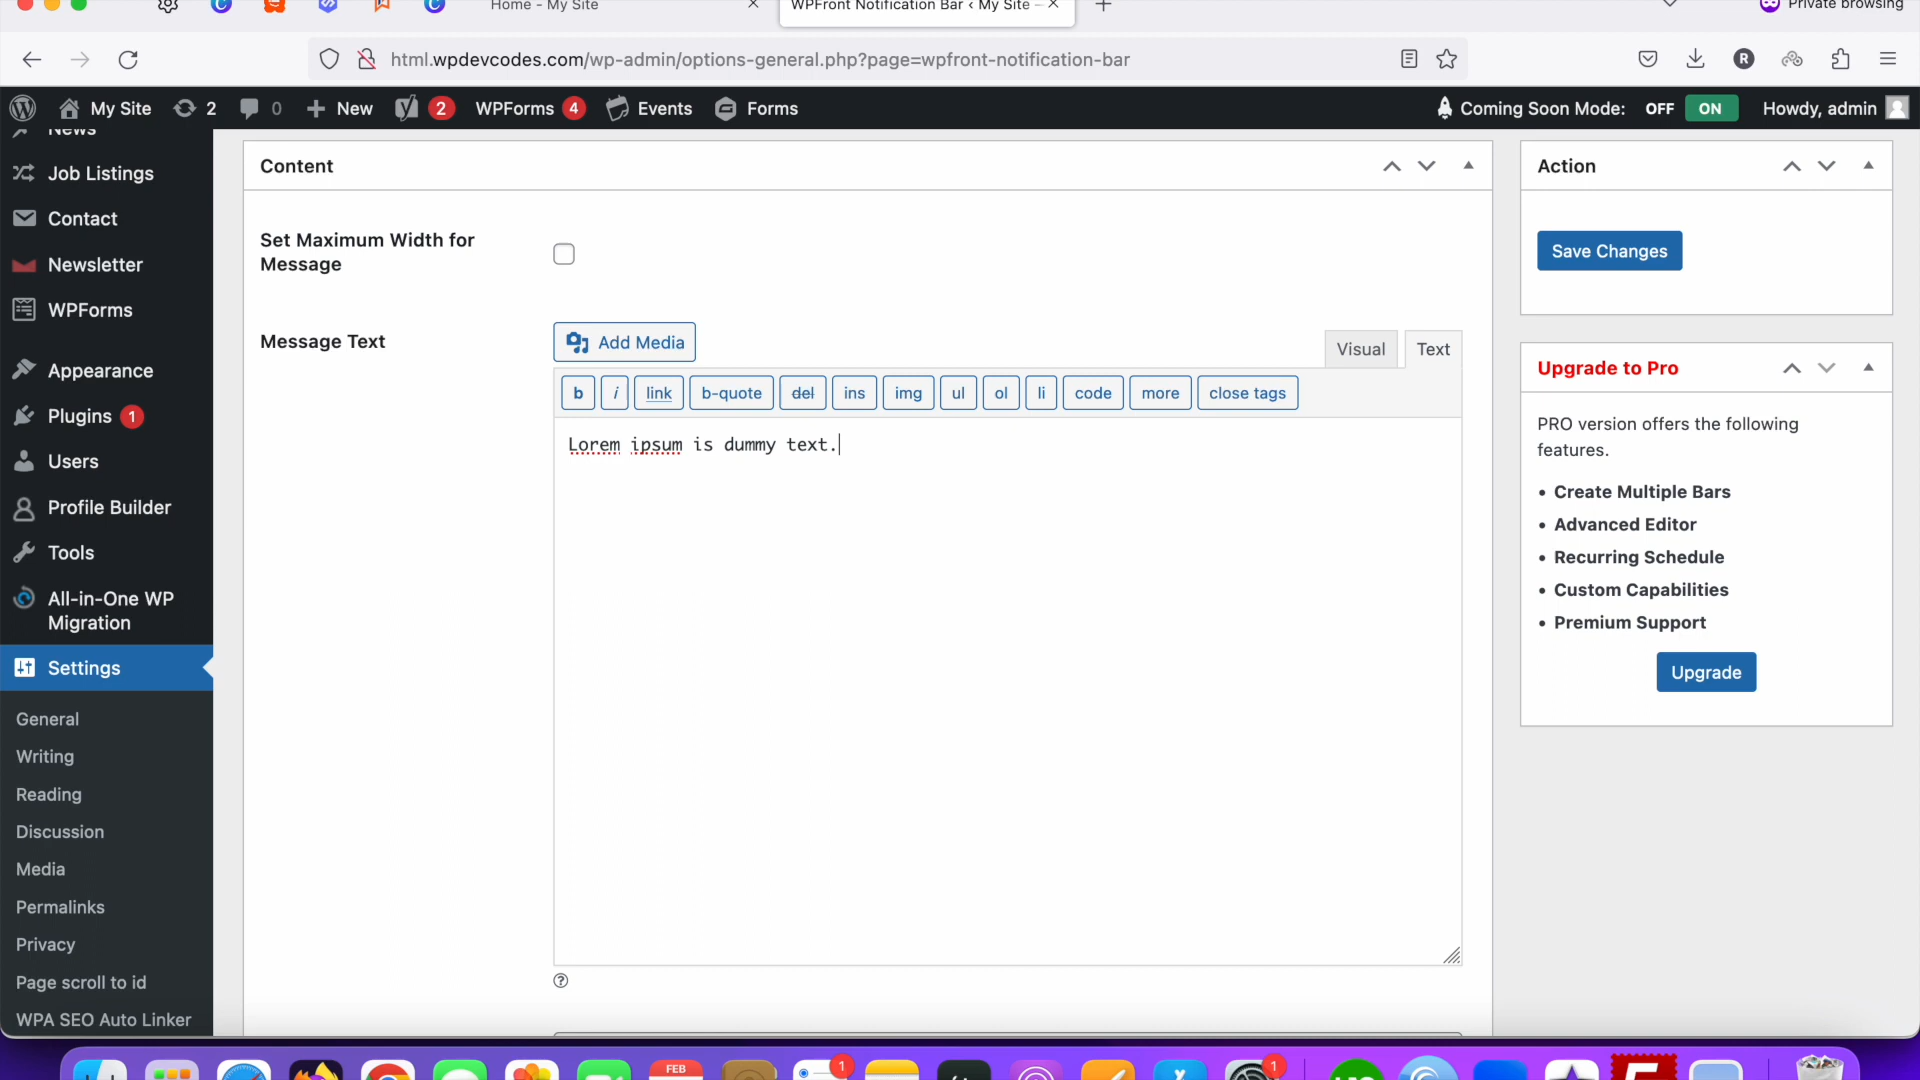 Home - My Site
WPFront Notification Bar ‹ My Site —
Private browsing
html.wpdevcodes.com/wp-admin/options-general.php?page=wpfront-notification-bar
My Site
2
0
New
2
WPForms 4
Events
Forms
Coming Soon Mode: OFF ON
Howdy, admin
News
Job Listings
Contact
Newsletter
WPForms
Appearance
Plugins 1
Users
Profile Builder
Tools
All-in-One WP
Migration
Settings
General
Writing
Reading
Discussion
Media
Permalinks
Privacy
Page scroll to id
WPA SEO Auto Linker
Content
Set Maximum Width for
Message
Message Text
Add Media
Visual
Text
b
i
link
b-quote
del
ins
img
ul
ol
li
code
more
close tags
Lorem ipsum is dummy text.
Action
Save Changes
Upgrade to Pro
PRO version offers the following
features.
• Create Multiple Bars
• Advanced Editor
• Recurring Schedule
• Custom Capabilities
• Premium Support
Upgrade
FEB
1
1